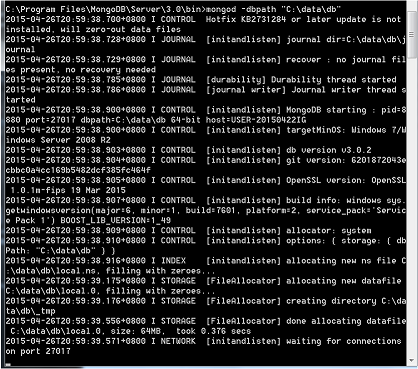 C:\Program Files\MongoDB\Server\3.0\bin>mongod -dbpath "C:\data\db"
2015-04-26T20:59:38.700+0800 I CONTROL  Hotfix KB2731284 or later update is not
installed, will zero-out data files
2015-04-26T20:59:38.728+0800 I JOURNAL  [initandlisten] journal dir=C:\data\db\j
ournal
2015-04-26T20:59:38.729+0800 I JOURNAL  [initandlisten] recover : no journal fil
es present, no recovery needed
2015-04-26T20:59:38.785+0800 I JOURNAL  [durability] Durability thread started
2015-04-26T20:59:38.786+0800 I JOURNAL  [journal writer] Journal writer thread s
tarted
2015-04-26T20:59:38.900+0800 I CONTROL  [initandlisten] MongoDB starting : pid=8
880 port=27017 dbpath=C:\data\db 64-bit host=USER-20150422IG
2015-04-26T20:59:38.903+0800 I CONTROL  [initandlisten] targetMinOS: Windows 7/W
indows Server 2008 R2
2015-04-26T20:59:38.903+0800 I CONTROL  [initandlisten] db version v3.0.2
2015-04-26T20:59:38.904+0800 I CONTROL  [initandlisten] git version: 6201872043e
cbbc0a4cc169b5482dcf385fc464f
2015-04-26T20:59:38.905+0800 I CONTROL  [initandlisten] OpenSSL version: OpenSSL
 1.0.1m-fips 19 Mar 2015
2015-04-26T20:59:38.907+0800 I CONTROL  [initandlisten] build info: windows sys.
getwindowsversion(major=6, minor=1, build=7601, platform=2, service_pack='Servic
e Pack 1') BOOST_LIB_VERSION=1_49
2015-04-26T20:59:38.909+0800 I CONTROL  [initandlisten] allocator: system
2015-04-26T20:59:38.910+0800 I CONTROL  [initandlisten] options: { storage: { db
Path: "C:\data\db" } }
2015-04-26T20:59:38.916+0800 I INDEX    [initandlisten] allocating new ns file C
:\data\db\local.ns, filling with zeroes...
2015-04-26T20:59:39.175+0800 I STORAGE  [FileAllocator] allocating new datafile
C:\data\db\local.0, filling with zeroes...
2015-04-26T20:59:39.176+0800 I STORAGE  [FileAllocator] creating directory C:\da
ta\db\_tmp
2015-04-26T20:59:39.556+0800 I STORAGE  [FileAllocator] done allocating datafile
 C:\data\db\local.0, size: 64MB,  took 0.376 secs
2015-04-26T20:59:39.571+0800 I NETWORK  [initandlisten] waiting for connections
on port 27017